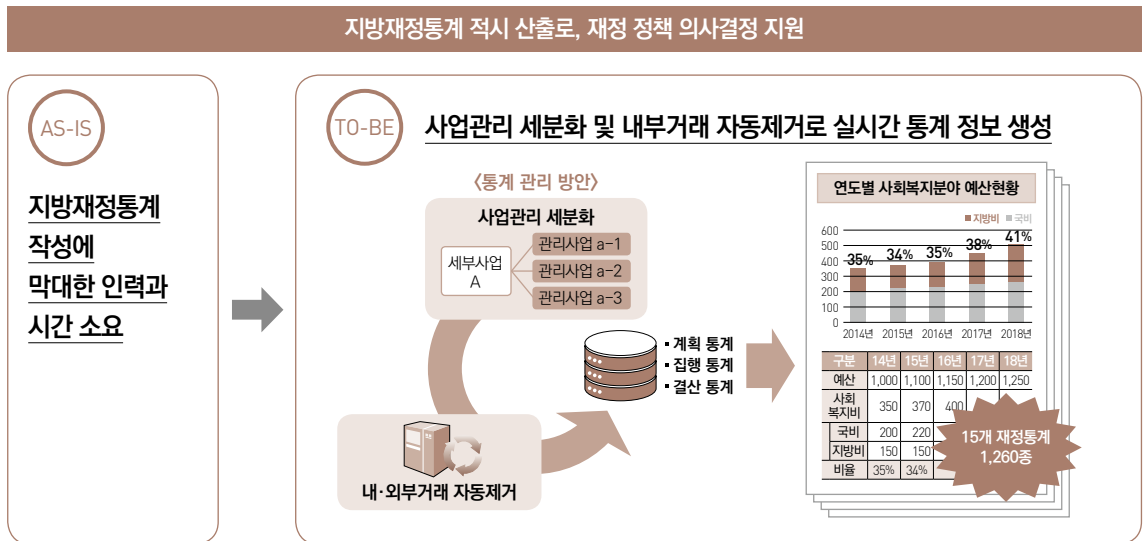 지방재정통계 적시 산출로, 재정 정책 의사결정 지원
AS-IS
지방재정통계
작성에
막대한 인력과
시간 소요
TO-BE
사업관리 세분화 및 내부거래 자동제거로 실시간 통계 정보 생성
〈통계 관리 방안〉
사업관리 세분화
세부사업
A
관리사업 a-1
관리사업 a-2
관리사업 a-3
내·외부거래 자동제거
▪ 계획 통계
▪ 집행 통계
▪ 결산 통계
연도별 사회복지분야 예산현황
■ 지방비 ■ 국비
600
500
400
300
200
100
0
35% 34% 35% 38% 41%
2014년 2015년 2016년 2017년 2018년
구분 14년 15년 16년 17년 18년
예산 1,000 1,100 1,150 1,200 1,250
사회
복지비 350 370 400
국비 200 220
지방비 150 150
비율 35% 34%
15개 재정통계
1,260종